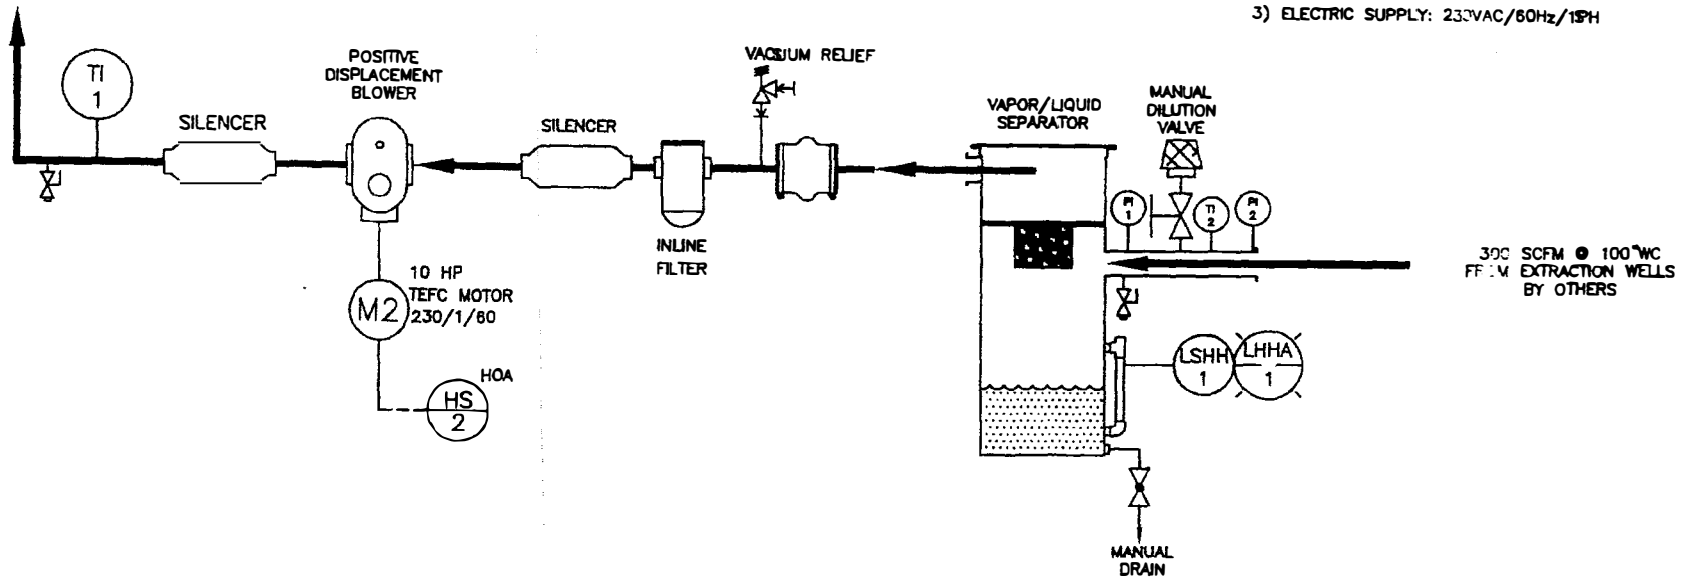 3) ELECTRIC SUPPLY: 230VAC/60Hz/1PH
TI
1
POSITIVE
DISPLACEMENT
BLOWER
SILENCER
SILENCER
VACUUM RELIEF
VAPOR/LIQUID
SEPARATOR
MANUAL
DILUTION
VALVE
PI
1
TI
2
PI
2
INLINE
FILTER
300 SCFM @ 100"WC
EXTRACTION WELLS
BY OTHERS
10 HP
TEFC MOTOR
230/1/60
M2
HOA
HS
2
LSHH
1
LHHA
1
MANUAL
DRAIN